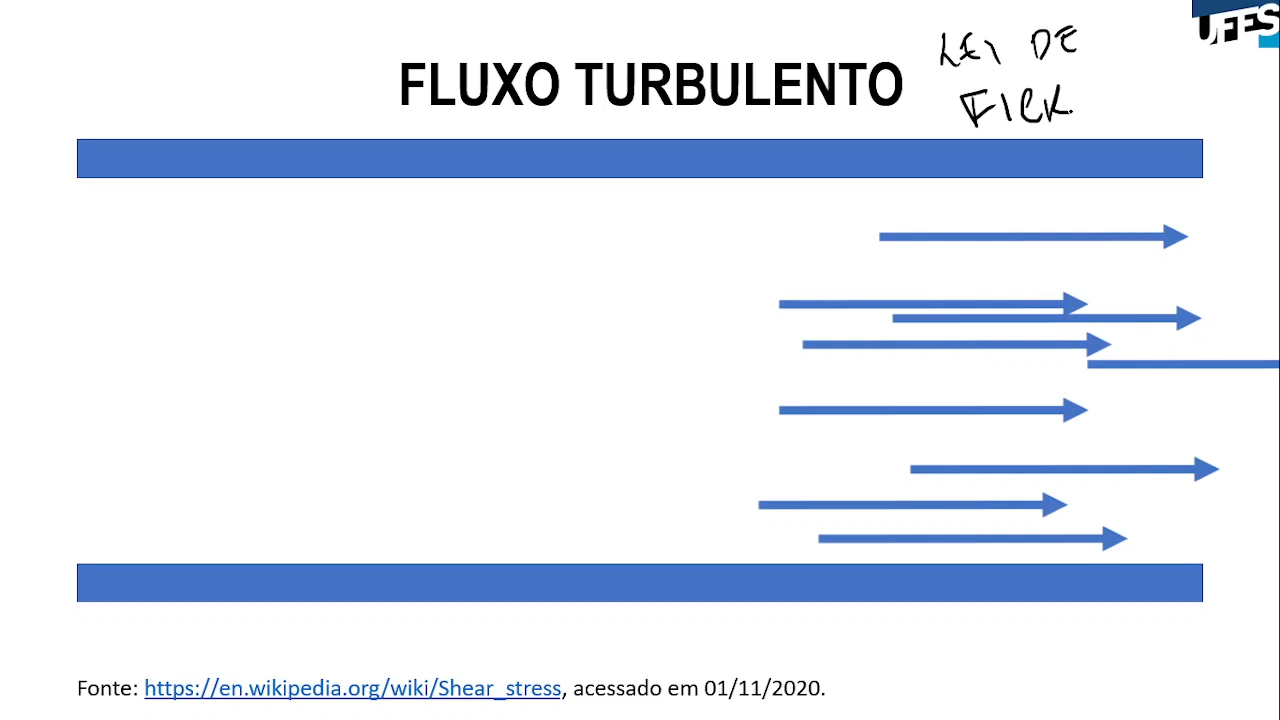 UFES
LEI DE
FLUXO TURBULENTO
FICK
Fonte: https://en.wikipedia.org/wiki/Shear_stress, acessado em 01/11/2020.